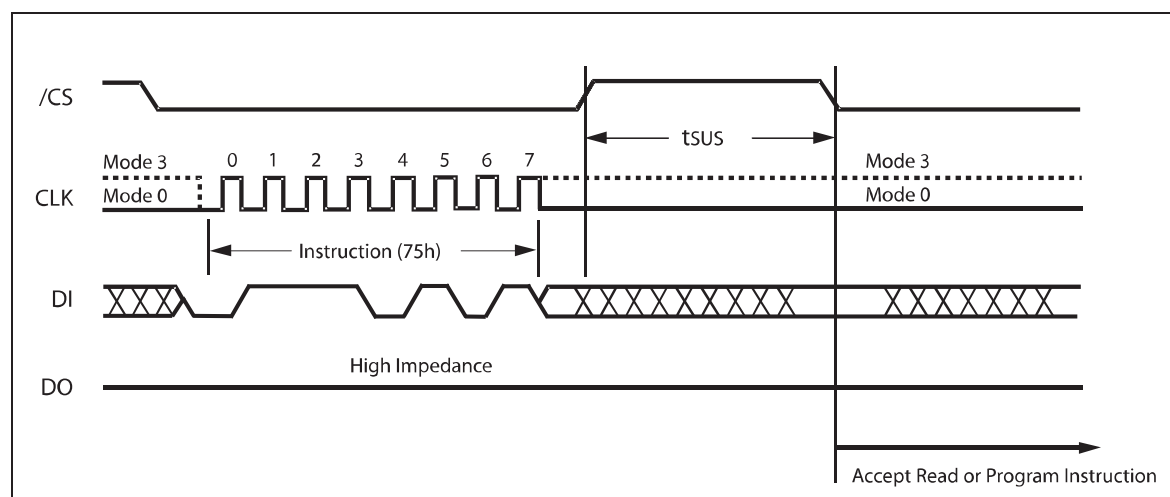 /CS
tSUS
Mode 3
0 1 2 3 4 5 6 7
Mode 3
CLK
Mode 0
Mode 0
Instruction (75h)
DI
High Impedance
DO
Accept Read or Program Instruction